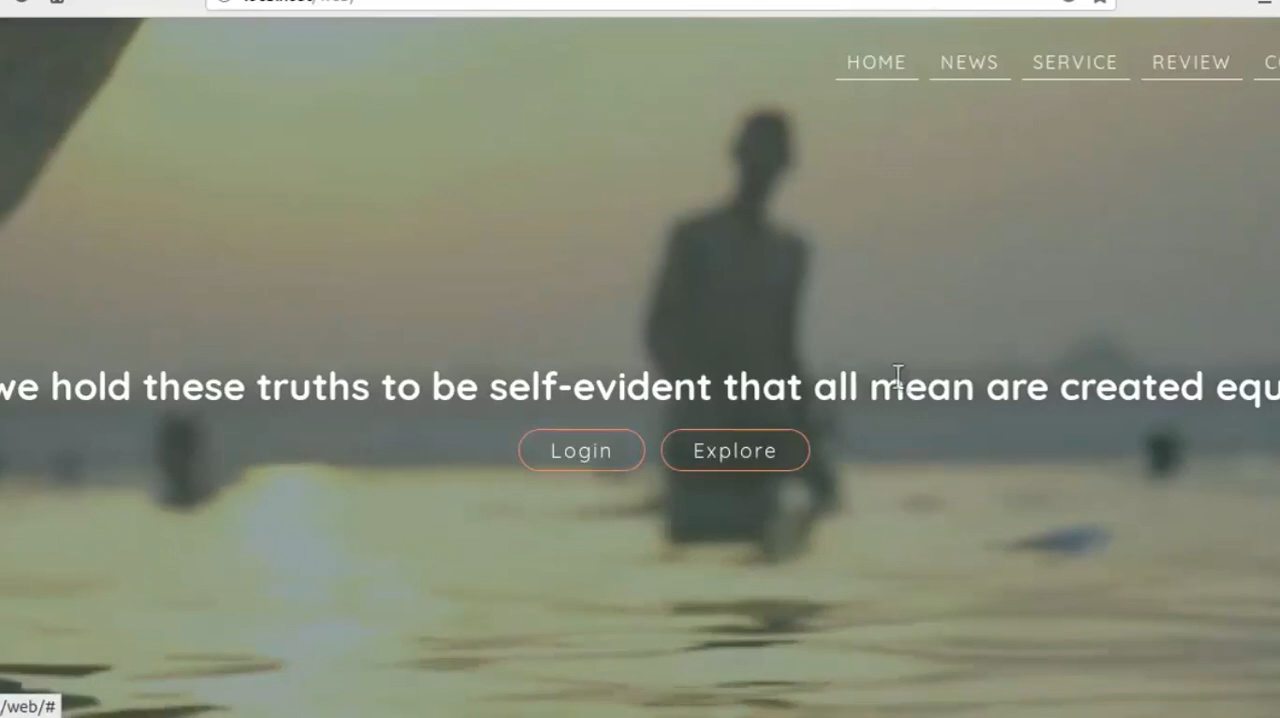 HOME NEWS SERVICE REVIEW
we hold these truths to be self-evident that all mean are created equ
Login Explore
/web/#